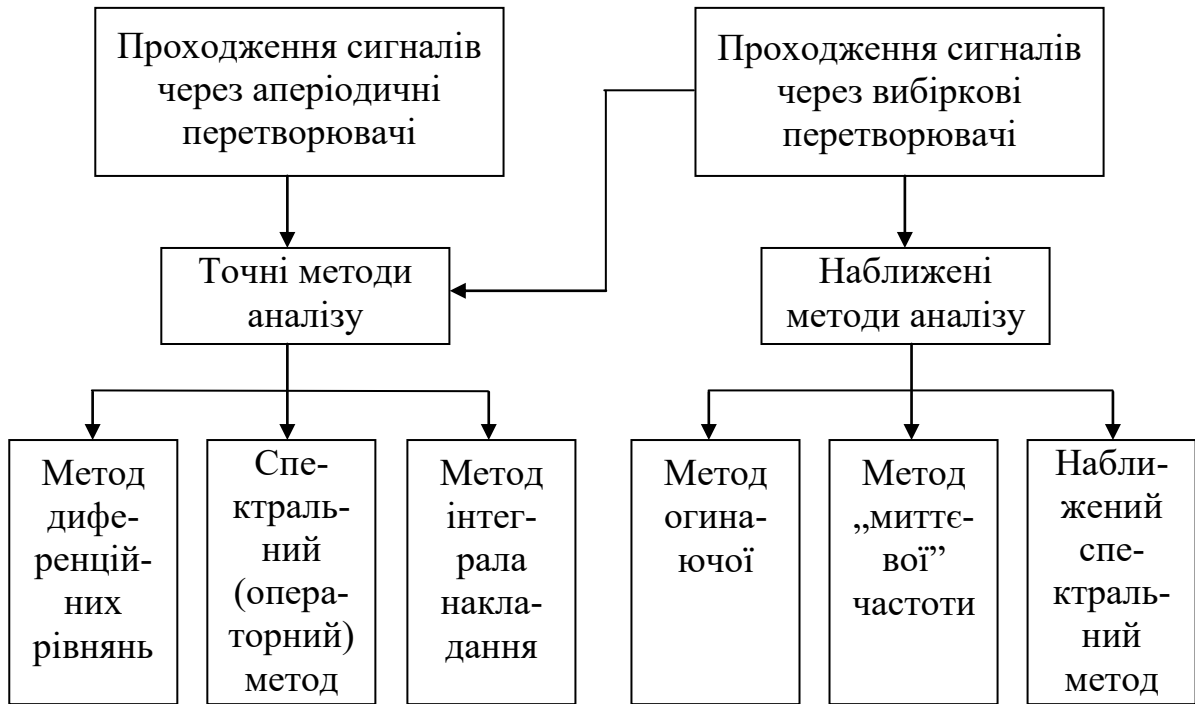 Проходження сигналів
через аперіодичні
перетворювачі
Проходження сигналів
через вибіркові
перетворювачі
Точні методи
аналізу
Наближені
методи аналізу
Метод
дифе-
ренцій-
них
рівнянь
Спе-
ктраль-
ний
(опера-
торний)
метод
Метод
інтег-
рала
накла-
дання
Метод
огина-
ючої
Метод
„миттє-
вої”
частоти
Набли-
жений
спе-
ктраль-
ний
метод